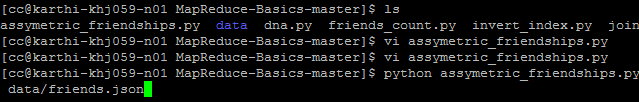 [cc@karthi-khj059-n01 MapReduce-Basics-master]$ ls
assymetric_friendships.py data dna.py friends_count.py invert_index.py join
[cc@karthi-khj059-n01 MapReduce-Basics-master]$ vi assymetric_friendships.py
[cc@karthi-khj059-n01 MapReduce-Basics-master]$ vi assymetric_friendships.py
[cc@karthi-khj059-n01 MapReduce-Basics-master]$ python assymetric_friendships.py
data/friends.json